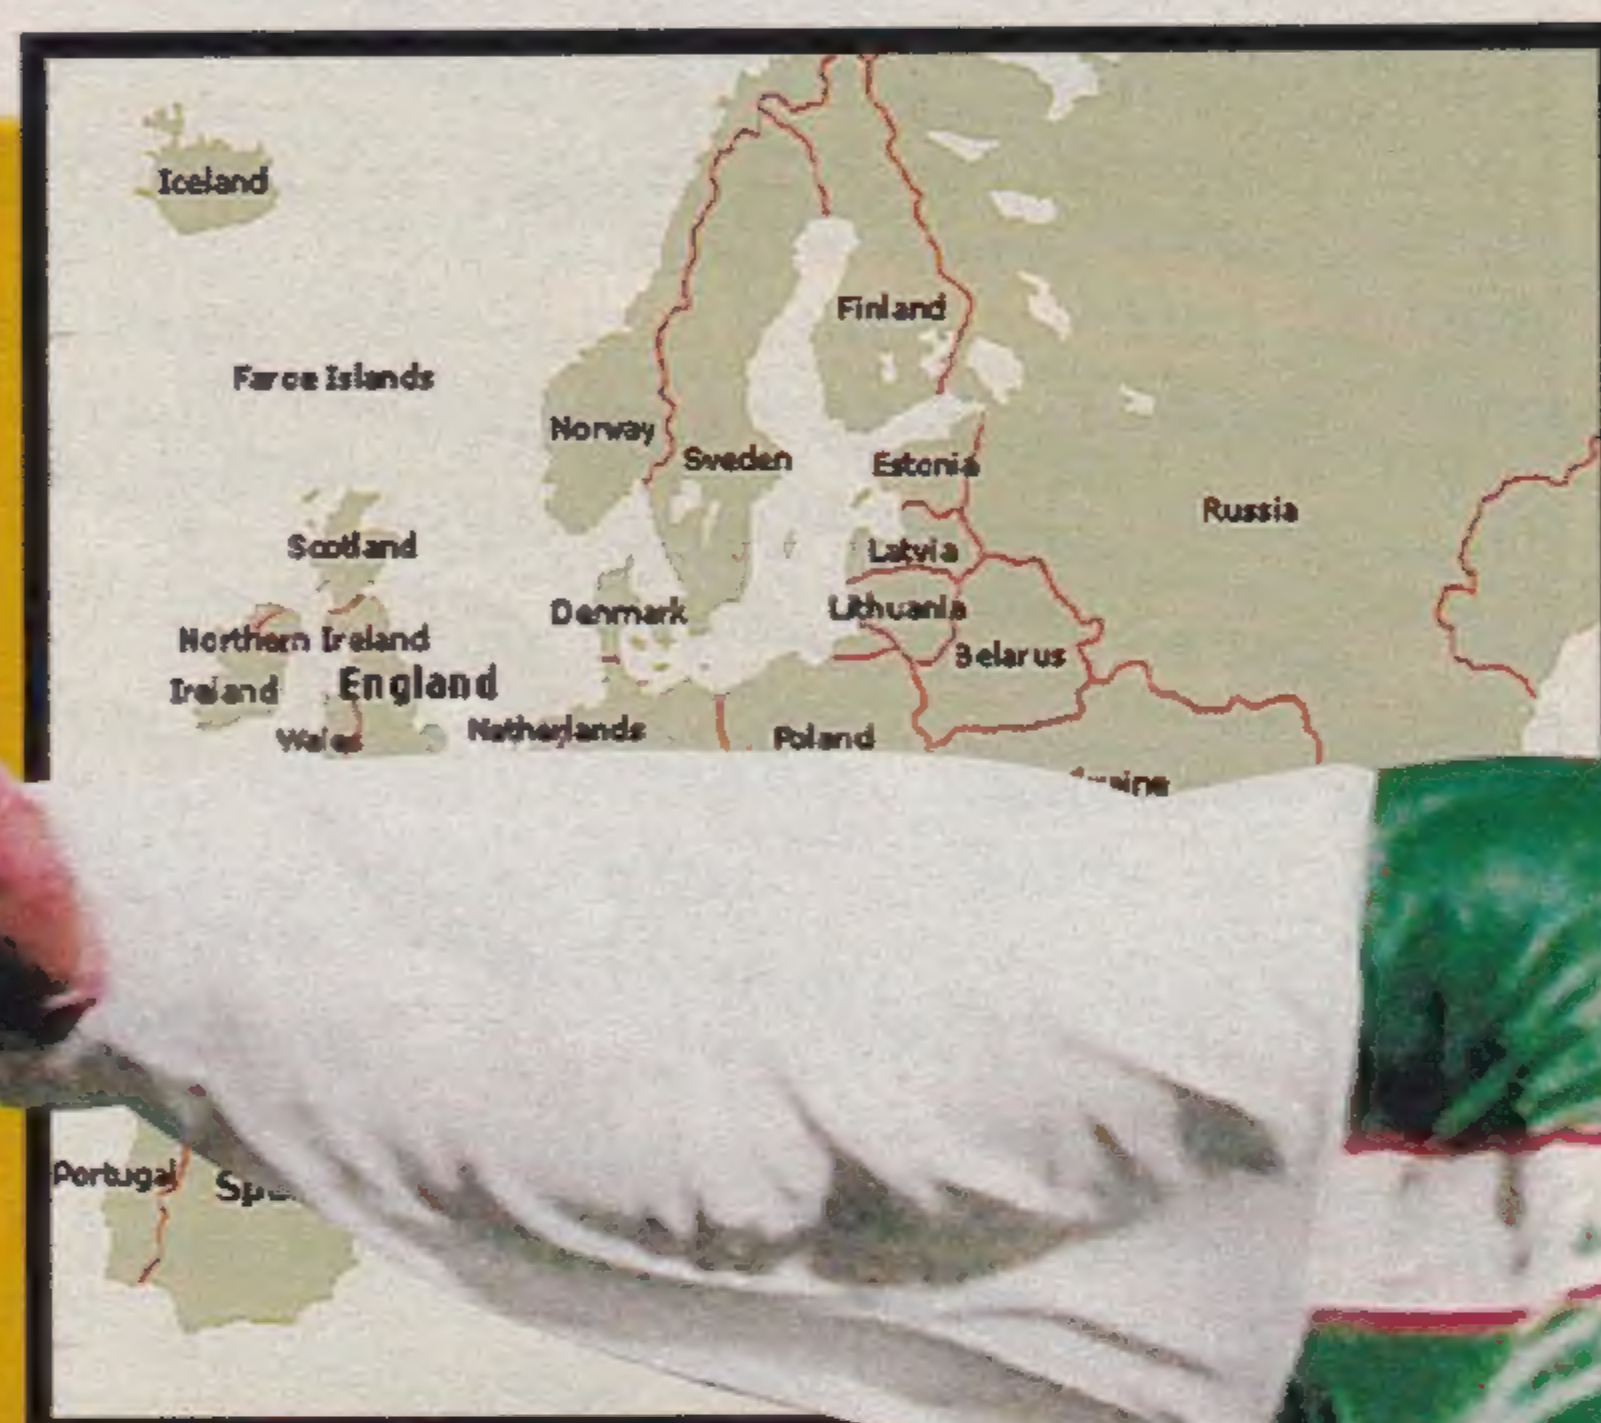 Iceland
Finland
Faroe Islands
Norway
Sweden
Estonia
Russia
Scotland
Latvia
Denmark
Lithuania
Northern Ireland
Belarus
Ireland
England
Netherlands
Wales
Poland
Portugal